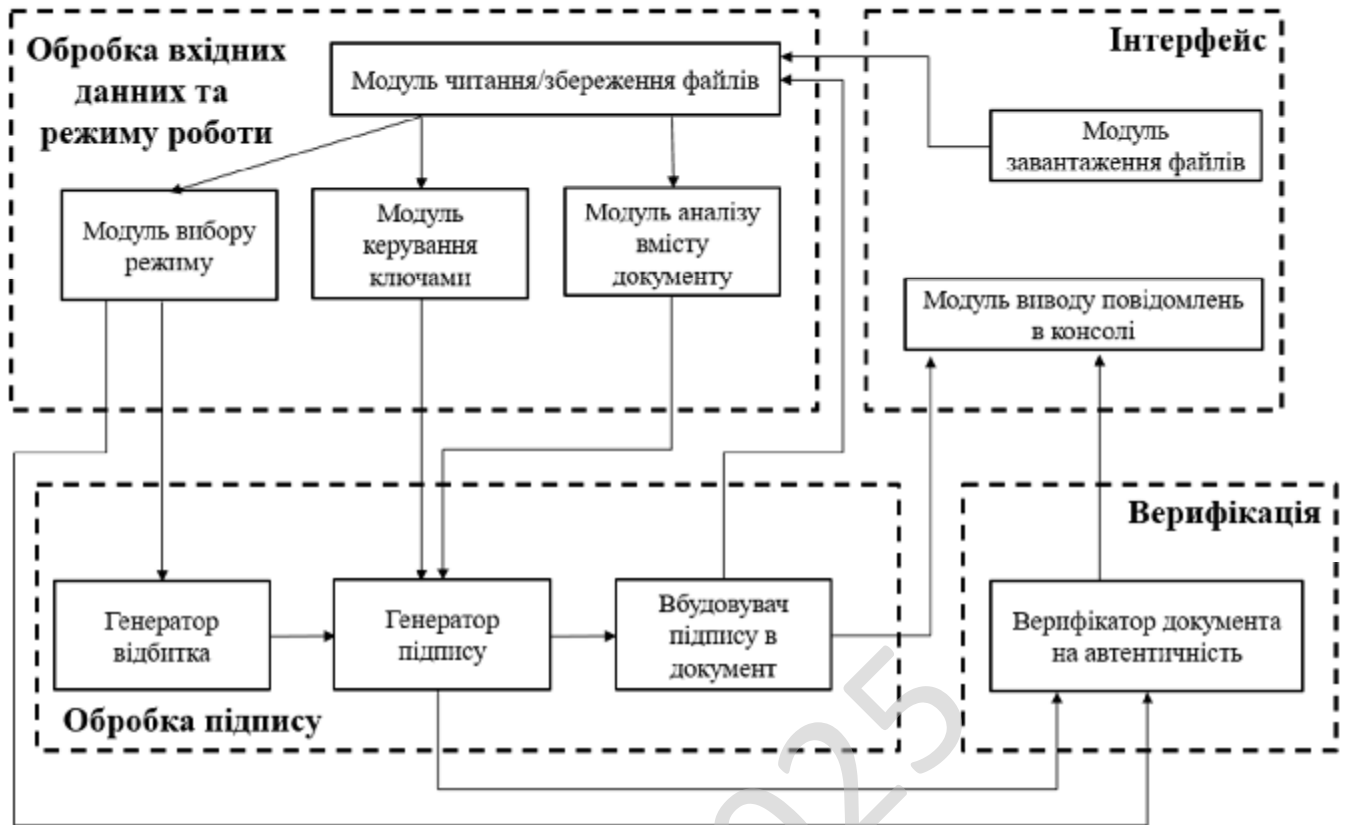 Обробка вхідних
данних та
режиму роботи
Модуль читання/збереження файлів
Інтерфейс
Модуль
завантаження файлів
Модуль вибору
режиму
Модуль
керування
ключами
Модуль аналізу
вмісту
документу
Модуль виводу повідомлень
в консолі
Верифікація
Генератор
відбитка
Генератор
підпису
Вбудовувач
підпису в
документ
Верифікатор документа
на автентичність
Обробка підпису
025